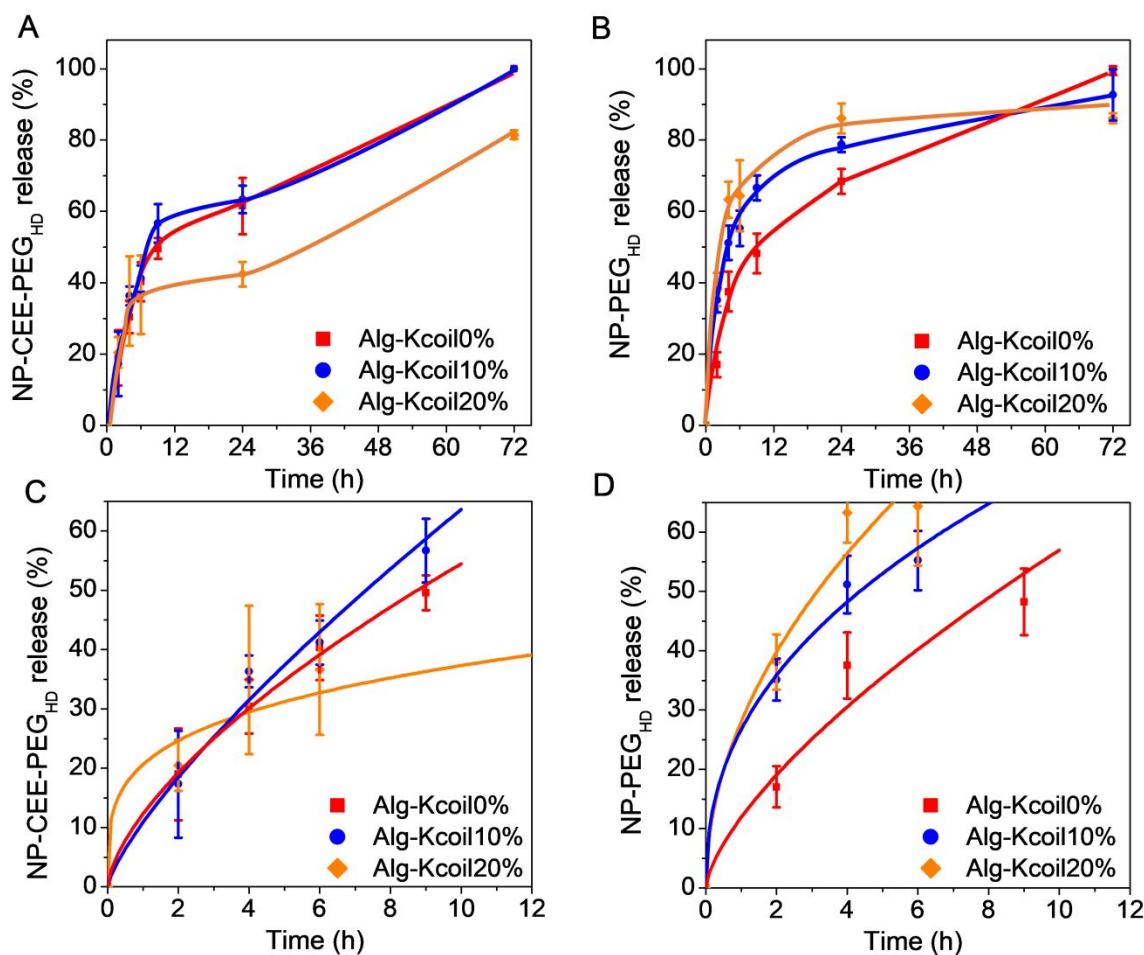 A
NP-CEE-PEG_HD release (%)
100
80
60
40
20
0
0 12 24 36 48 60 72
Time (h)
Alg-Kcoil0%
Alg-Kcoil10%
Alg-Kcoil20%
B
NP-PEG_HD release (%)
100
80
60
40
20
0
0 12 24 36 48 60 72
Time (h)
Alg-Kcoil0%
Alg-Kcoil10%
Alg-Kcoil20%
C
NP-CEE-PEG_HD release (%)
60
50
40
30
20
10
0
0 2 4 6 8 10 12
Time (h)
Alg-Kcoil0%
Alg-Kcoil10%
Alg-Kcoil20%
D
NP-PEG_HD release (%)
60
50
40
30
20
10
0
0 2 4 6 8 10 12
Time (h)
Alg-Kcoil0%
Alg-Kcoil10%
Alg-Kcoil20%